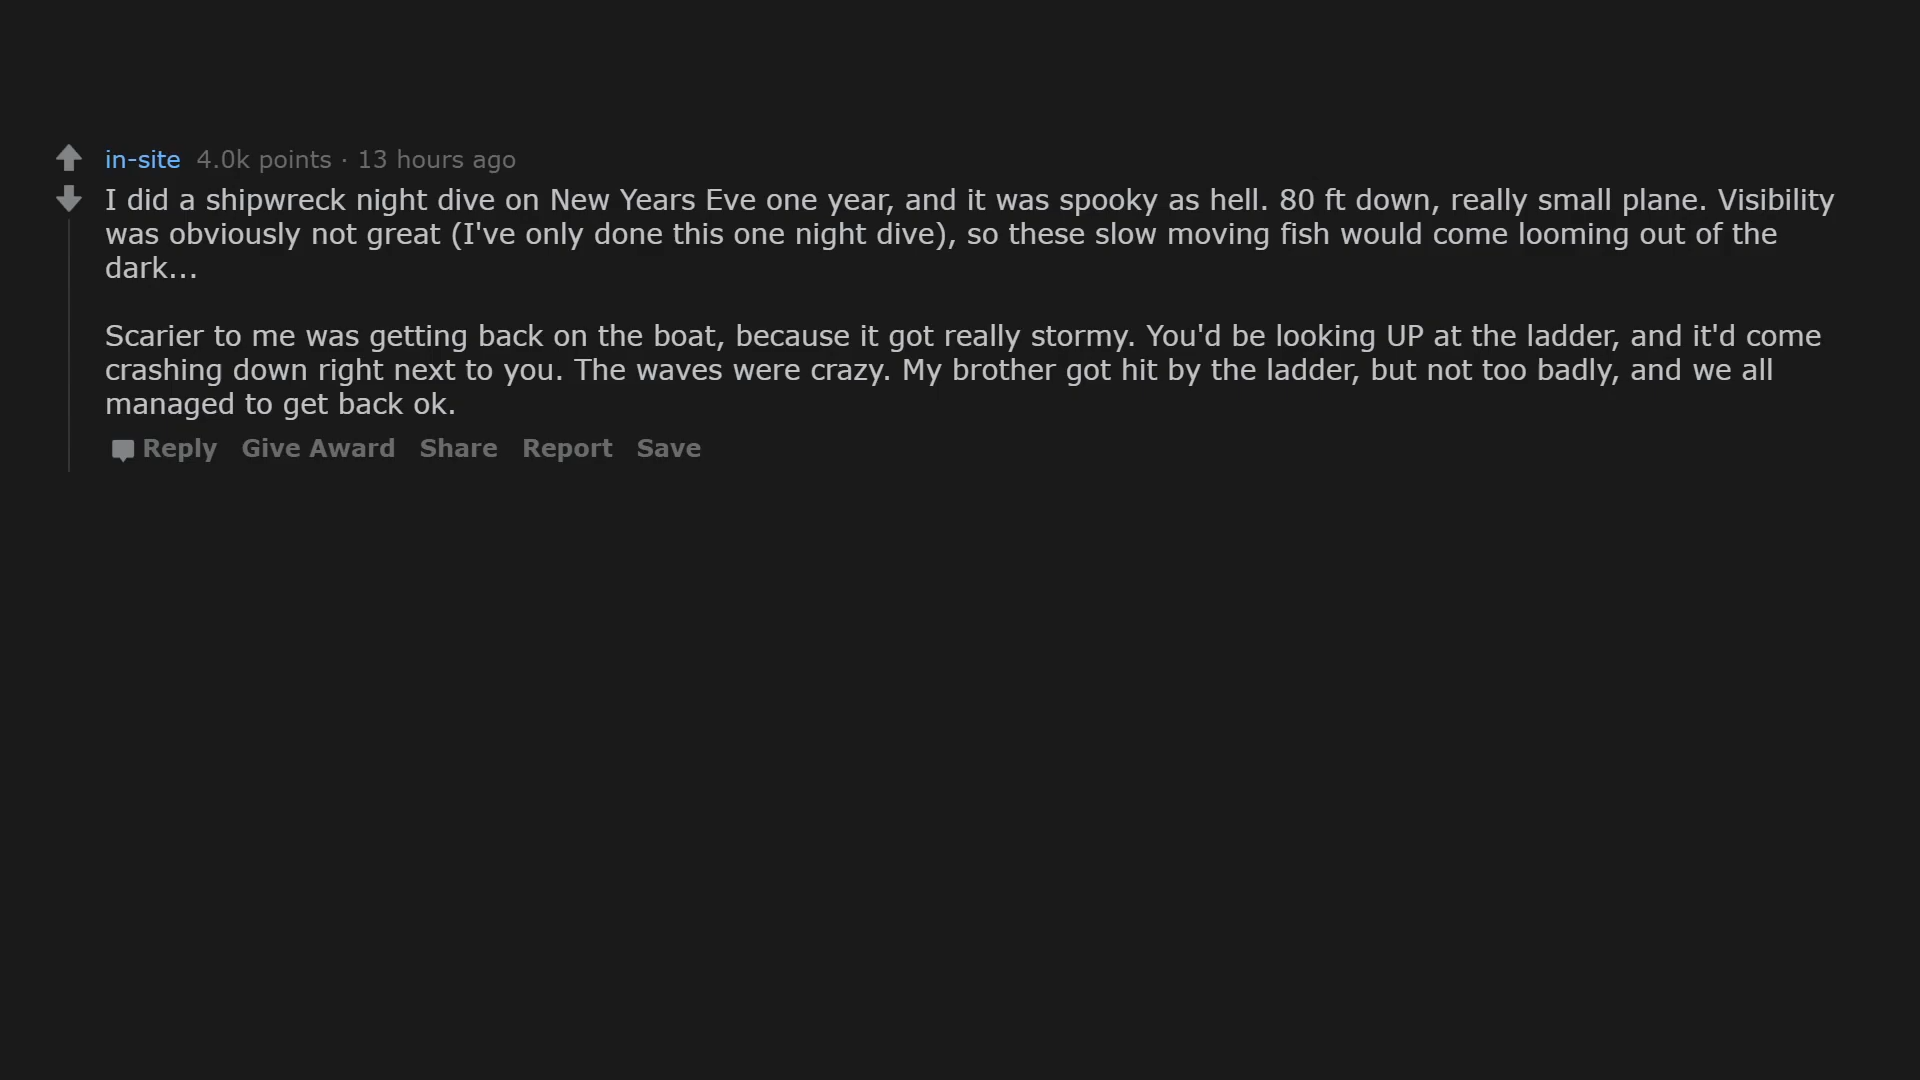 in-site 4.0k points · 13 hours ago
I did a shipwreck night dive on New Years Eve one year, and it was spooky as hell. 80 ft down, really small plane. Visibility
was obviously not great (I've only done this one night dive), so these slow moving fish would come looming out of the
dark...
Scarier to me was getting back on the boat, because it got really stormy. You'd be looking UP at the ladder, and it'd come
crashing down right next to you. The waves were crazy. My brother got hit by the ladder, but not too badly, and we all
managed to get back ok.
Reply Give Award Share Report Save